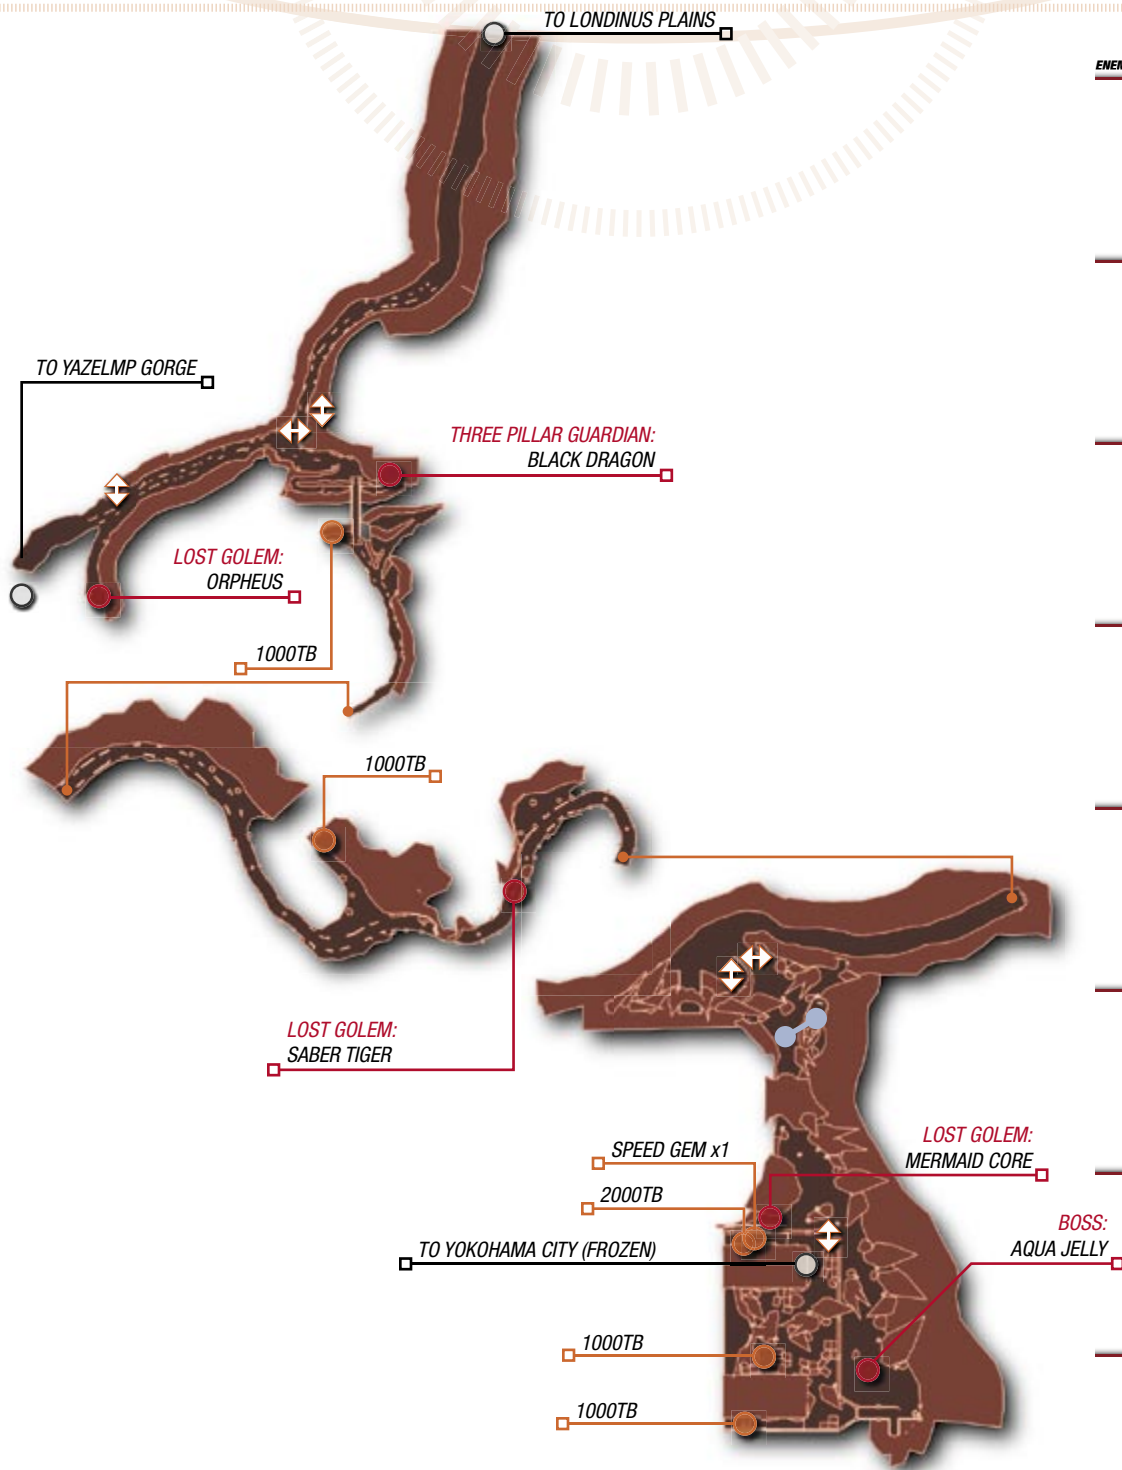 TO LONDINUS PLAINS
TO YAZELMP GORGE
THREE PILLAR GUARDIAN:
BLACK DRAGON
LOST GOLEM:
ORPHEUS
1000TB
1000TB
LOST GOLEM:
SABER TIGER
SPEED GEM x1
LOST GOLEM:
MERMAID CORE
2000TB
BOSS:
AQUA JELLY
TO YOKOHAMA CITY (FROZEN)
1000TB
1000TB